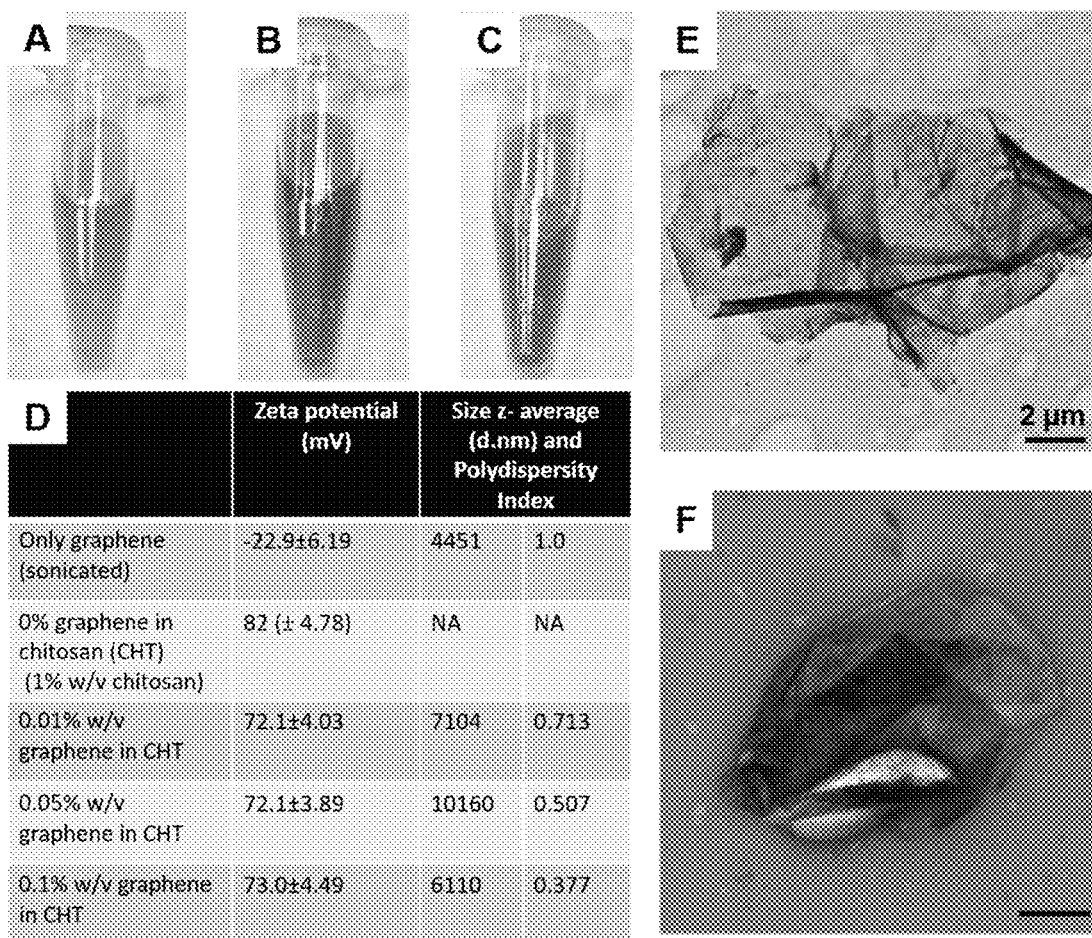 A
B
C
D
Zeta potential
(mV)
Size z- average
(d.nm) and
Polydispersity
Index
Only graphene
(sonicated)
-22.9±6.19
4451
1.0
0% graphene in
chitosan (CHT)
(1% w/v chitosan)
82 (± 4.78)
NA
NA
0.01% w/v
graphene in CHT
72.1±4.03
7104
0.713
0.05% w/v
graphene in CHT
72.1±3.89
10160
0.507
0.1% w/v graphene
in CHT
73.0±4.49
6110
0.377
E
2 μm
F